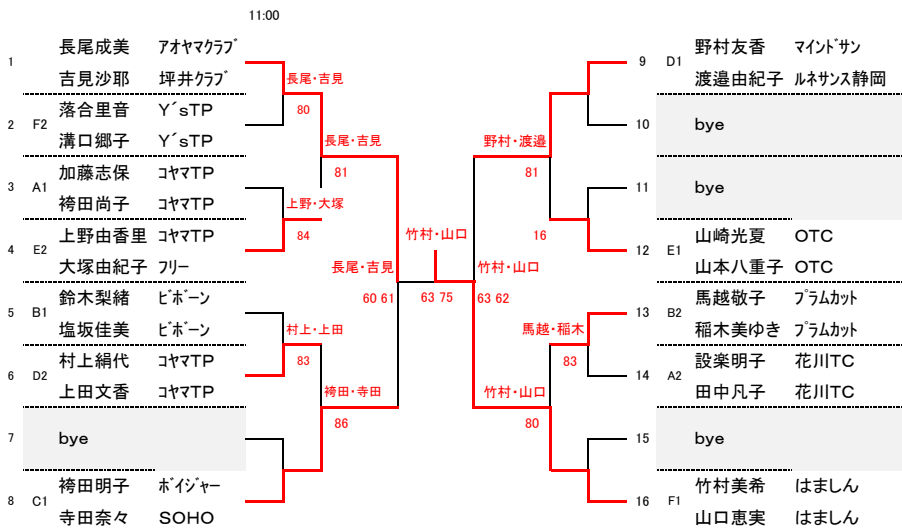 11:00
1 長尾成美 アオヤマクラブ
吉見沙耶 坪井クラブ
2 F2 落合里音 Y´sTP
溝口郷子 Y´sTP
3 A1 加藤志保 コヤマTP
袴田尚子 コヤマTP
4 E2 上野由香里 コヤマTP
大塚由紀子 フリー
5 B1 鈴木梨緒 ビボーン
塩坂佳美 ビボーン
6 D2 村上絹代 コヤマTP
上田文香 コヤマTP
7 bye
8 C1 袴田明子 ボイジャー
寺田奈々 SOHO
長尾・吉見
80
上野・大塚
84
村上・上田
83
長尾・吉見
81
袴田・寺田
86
長尾・吉見
60 61
竹村・山口
63 75
竹村・山口
63 62
野村・渡邉
81
16
馬越・稲木
83
竹村・山口
80
9 D1 野村友香 マインドサン
渡邉由紀子 ルネサンス静岡
10 bye
11 bye
12 E1 山崎光夏 OTC
山本八重子 OTC
13 B2 馬越敬子 プラムカット
稲木美ゆき プラムカット
14 A2 設楽明子 花川TC
田中凡子 花川TC
15 bye
16 F1 竹村美希 はましん
山口恵実 はましん